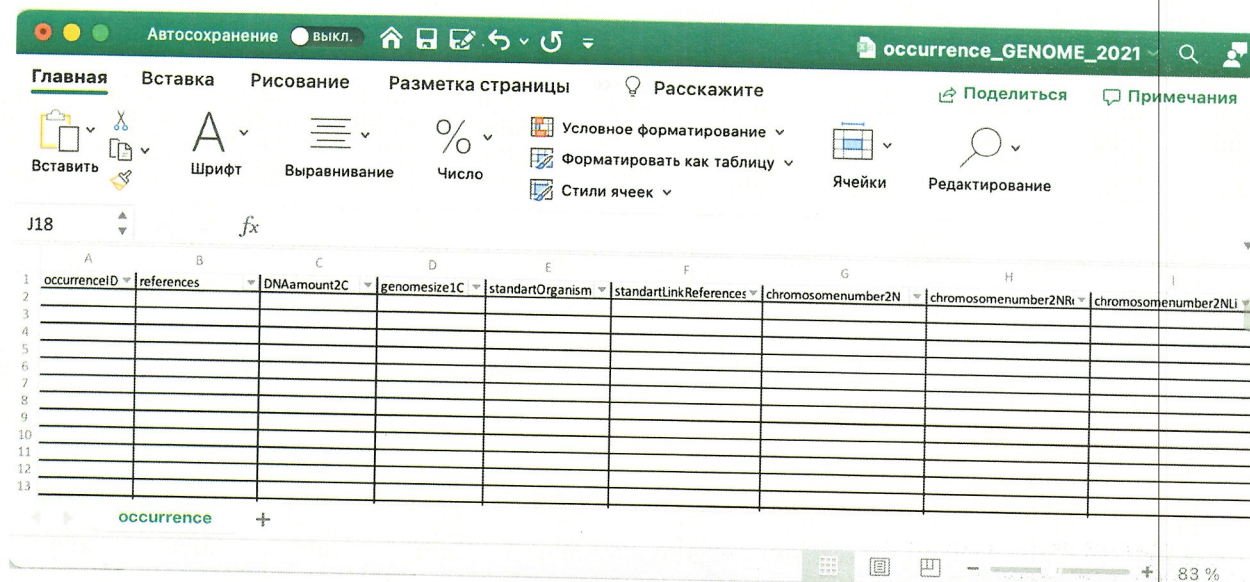 Автосохранение ВЫКЛ. occurrence_GENOME_2021
Главная Вставка Рисование Разметка страницы Расскажите Поделиться Примечания
Вставить Шрифт Выравнивание Число Условное форматирование Форматировать как таблицу Стили ячеек Ячейки Редактирование
J18 fx
A B C D E F G H I
1 occurrenceID references DNAamount2C genomesize1C standartOrganism standartLinkReferences chromosomenumber2N chromosomenumber2NR chromosomenumber2NLi
2
3
4
5
6
7
8
9
10
11
12
13
occurrence +
83 %